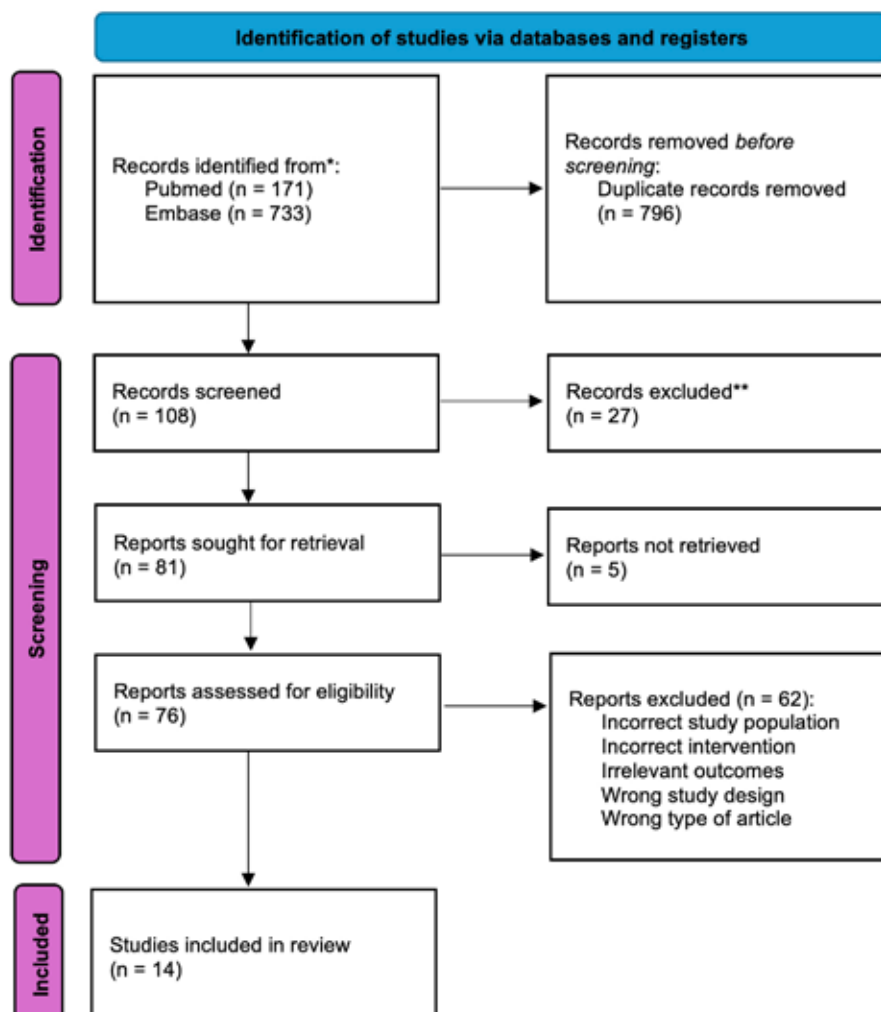 Identification of studies via databases and registers
Identification
Records identified from*:
Pubmed (n = 171)
Embase (n = 733)
Records removed before
screening:
Duplicate records removed
(n = 796)
Screening
Records screened
(n = 108)
Records excluded**
(n = 27)
Reports sought for retrieval
(n = 81)
Reports not retrieved
(n = 5)
Reports assessed for eligibility
(n = 76)
Reports excluded (n = 62):
Incorrect study population
Incorrect intervention
Irrelevant outcomes
Wrong study design
Wrong type of article
Included
Studies included in review
(n = 14)